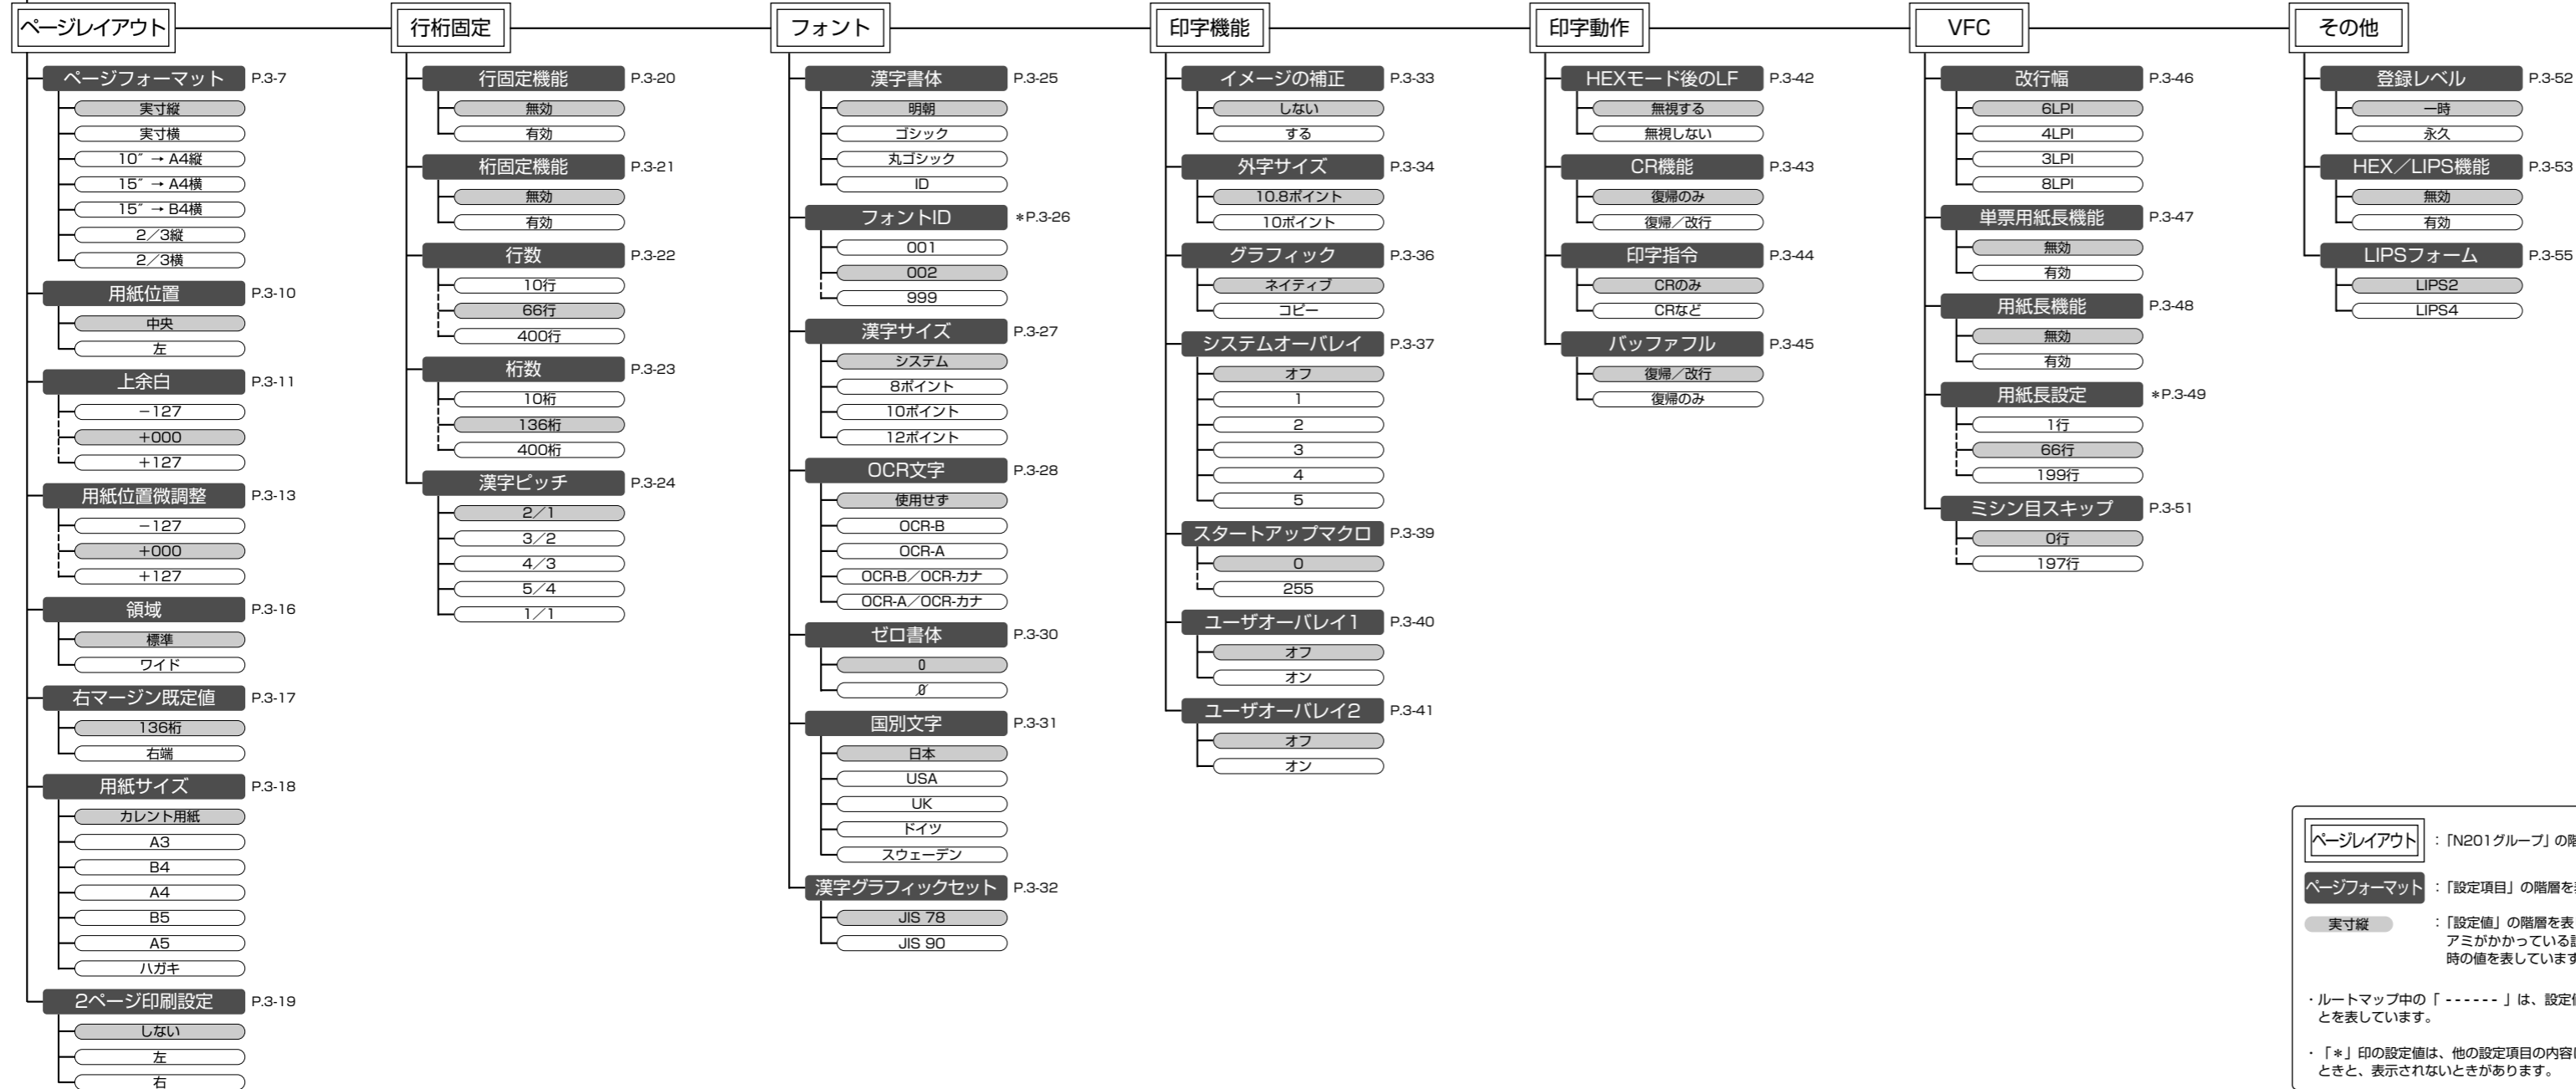 ページレイアウト
ページフォーマット P.3-7
実寸縦
実寸横
10″ → A4縦
15″ → A4横
15″ → B4横
2／3縦
2／3横
用紙位置 P.3-10
中央
左
上余白 P.3-11
－127
＋000
＋127
用紙位置微調整 P.3-13
－127
＋000
＋127
領域 P.3-16
標準
ワイド
右マージン既定値 P.3-17
136桁
右端
用紙サイズ P.3-18
カレント用紙
A3
B4
A4
B5
A5
ハガキ
2ページ印刷設定 P.3-19
しない
左
右
行桁固定
行固定機能 P.3-20
無効
有効
桁固定機能 P.3-21
無効
有効
行数 P.3-22
10行
66行
400行
桁数 P.3-23
10桁
136桁
400桁
漢字ピッチ P.3-24
2／1
3／2
4／3
5／4
1／1
フォント
漢字書体 P.3-25
明朝
ゴシック
丸ゴシック
ID
フォントID ＊P.3-26
001
002
999
漢字サイズ P.3-27
システム
8ポイント
10ポイント
12ポイント
OCR文字 P.3-28
使用せず
OCR-B
OCR-A
OCR-B／OCR-カナ
OCR-A／OCR-カナ
ゼロ書体 P.3-30
0
0̸
国別文字 P.3-31
日本
USA
UK
ドイツ
スウェーデン
漢字グラフィックセット P.3-32
JIS 78
JIS 90
印字機能
イメージの補正 P.3-33
しない
する
外字サイズ P.3-34
10.8ポイント
10ポイント
グラフィック P.3-36
ネイティブ
コピー
システムオーバレイ P.3-37
オフ
1
2
3
4
5
スタートアップマクロ P.3-39
0
255
ユーザオーバレイ1 P.3-40
オフ
オン
ユーザオーバレイ2 P.3-41
オフ
オン
印字動作
HEXモード後のLF P.3-42
無視する
無視しない
CR機能 P.3-43
復帰のみ
復帰／改行
印字指令 P.3-44
CRのみ
CRなど
バッファフル P.3-45
復帰／改行
復帰のみ
VFC
改行幅 P.3-46
6LPI
4LPI
3LPI
8LPI
単票用紙長機能 P.3-47
無効
有効
用紙長機能 P.3-48
無効
有効
用紙長設定 ＊P.3-49
1行
66行
199行
ミシン目スキップ P.3-51
0行
197行
その他
登録レベル P.3-52
一時
永久
HEX／LIPS機能 P.3-53
無効
有効
LIPSフォーム P.3-55
LIPS2
LIPS4
ページレイアウト ：「N201グループ」の階
ページフォーマット ：「設定項目」の階層を
実寸縦 ：「設定値」の階層を表
アミがかかっている
時の値を表しています
・ルートマップ中の「 ------ 」は、設定
とを表しています。
・「＊」印の設定値は、他の設定項目の内容
ときと、表示されないときがあります。